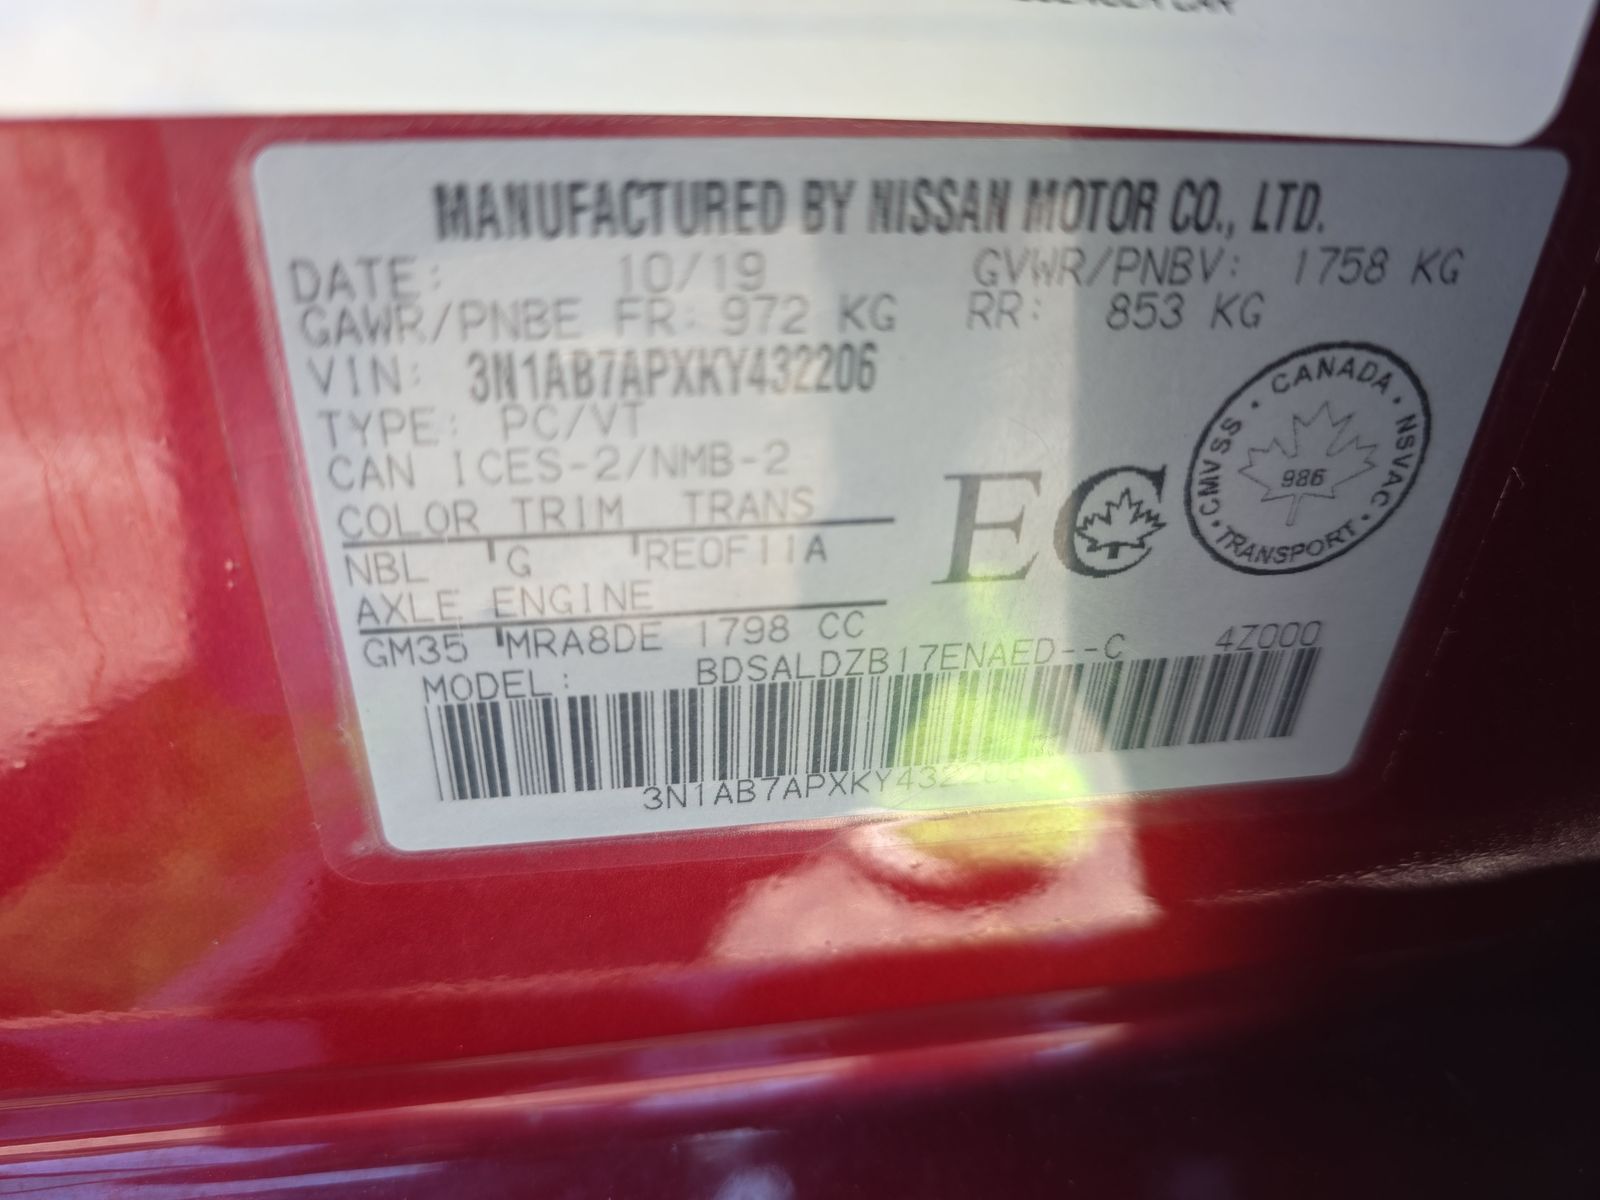 MANUFACTURED BY NISSAN MOTOR CO., LTD.
DATE: 10/19 GVWR/PNBV: 1758 KG
GAWR/PNBE FR: 972 KG RR: 853 KG
VIN: 3N1AB7APXKY432206
TYPE: PC/VT
CAN ICES-2/NMB-2
COLOR TRIM TRANS
NBL G RE0F11A
AXLE ENGINE
GM35 MRA8DE 1798 CC
MODEL: BDSALDZB17ENAED--C 4Z000
3N1AB7APXKY432206
EC
CANADA · NSVAC · TRANSPORT · CMVSS ·
986